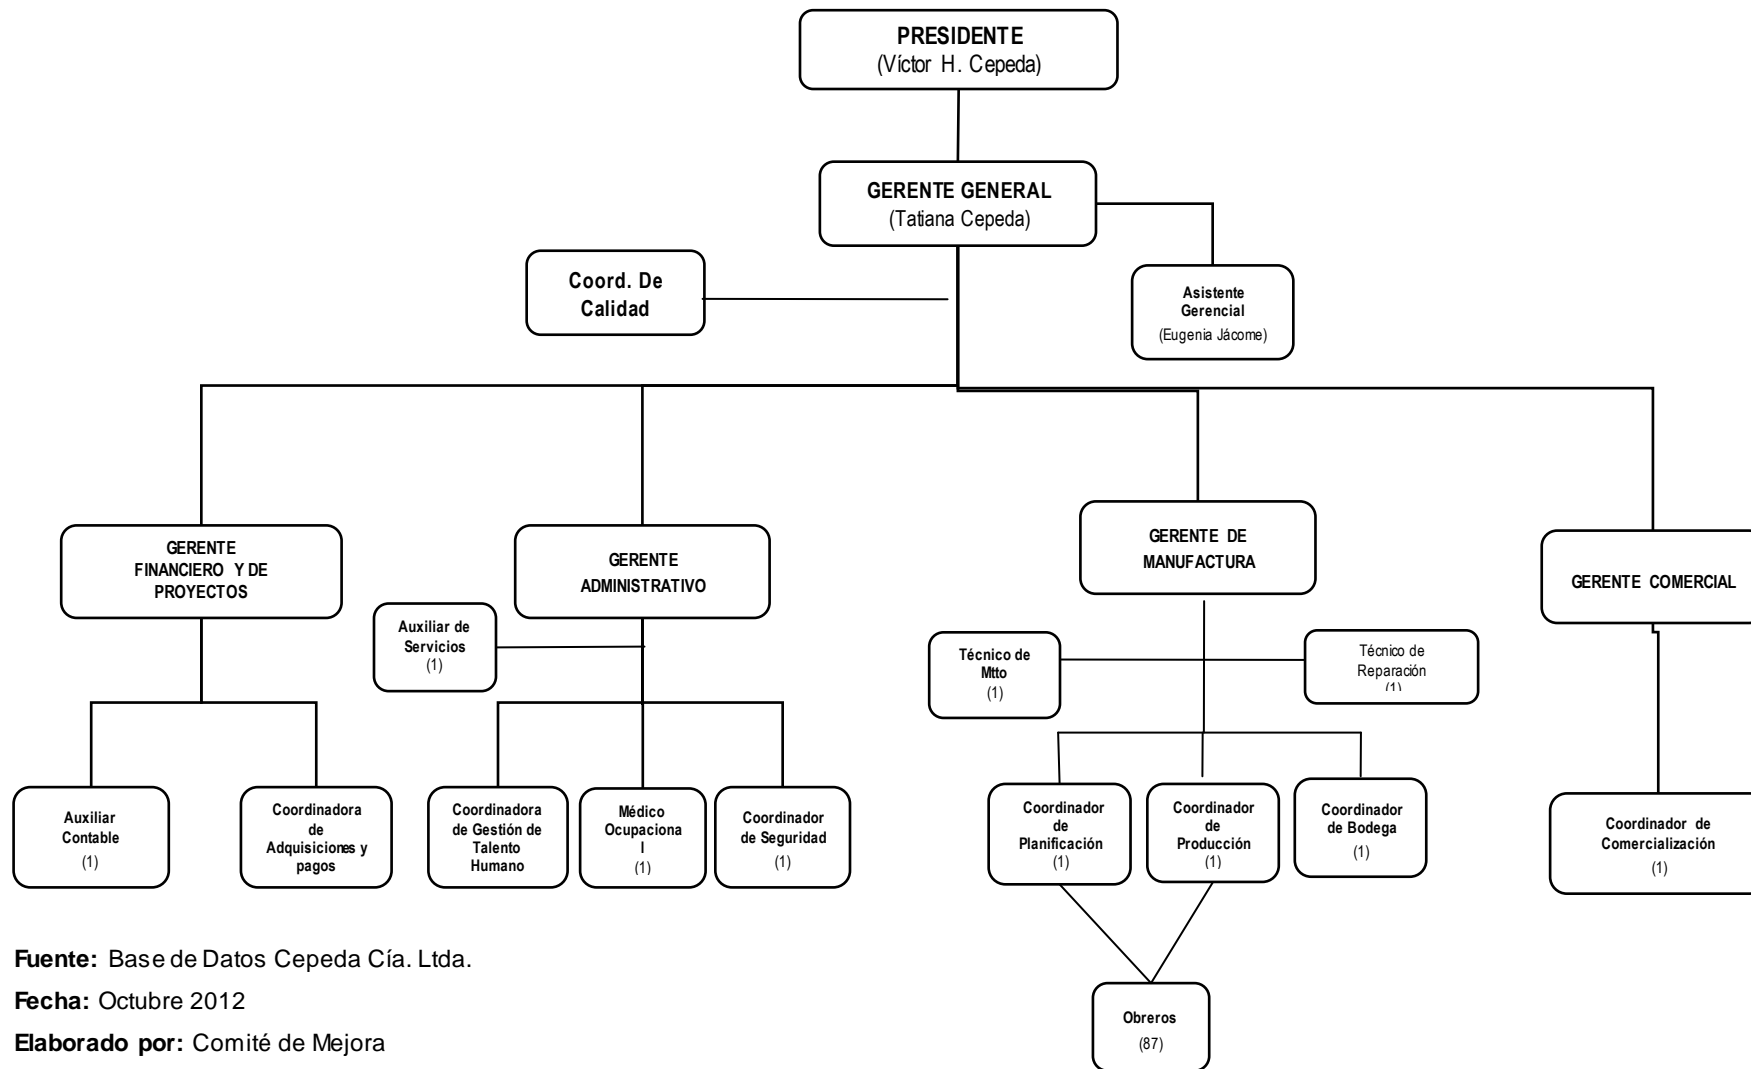 PRESIDENTE
(Víctor H. Cepeda)
GERENTE GENERAL
(Tatiana Cepeda)
Coord. De
Calidad
Asistente
Gerencial
(Eugenia Jácome)
GERENTE
FINANCIERO Y DE
PROYECTOS
GERENTE
ADMINISTRATIVO
GERENTE DE
MANUFACTURA
GERENTE COMERCIAL
Auxiliar de
Servicios
(1)
Técnico de
Mtto
(1)
Técnico de
Reparación
(1)
Auxiliar
Contable
(1)
Coordinadora
de
Adquisiciones y
pagos
Coordinadora
de Gestión de
Talento
Humano
Médico
Ocupaciona
l
(1)
Coordinador
de Seguridad
(1)
Coordinador
de
Planificación
(1)
Coordinador
de
Producción
(1)
Coordinador
de Bodega
(1)
Coordinador de
Comercialización
(1)
Obreros
(87)
Fuente: Base de Datos Cepeda Cía. Ltda.
Fecha: Octubre 2012
Elaborado por: Comité de Mejora